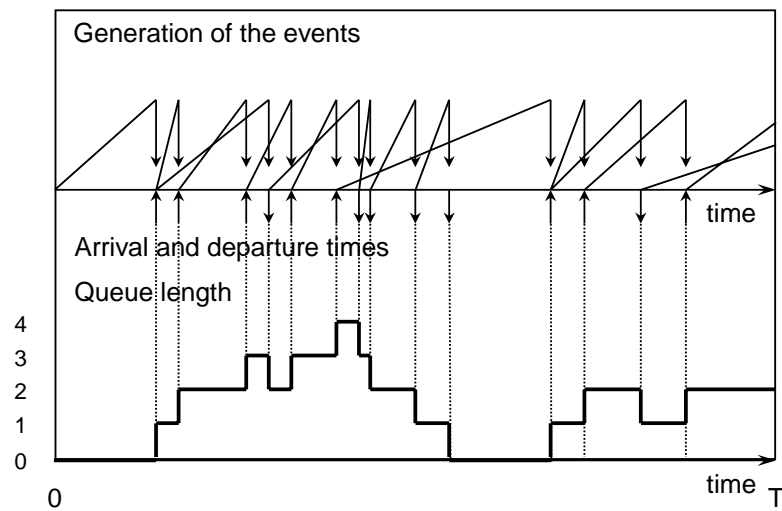 Generation of the events
time
Arrival and departure times
Queue length
4
3
2
1
0
time
0
T